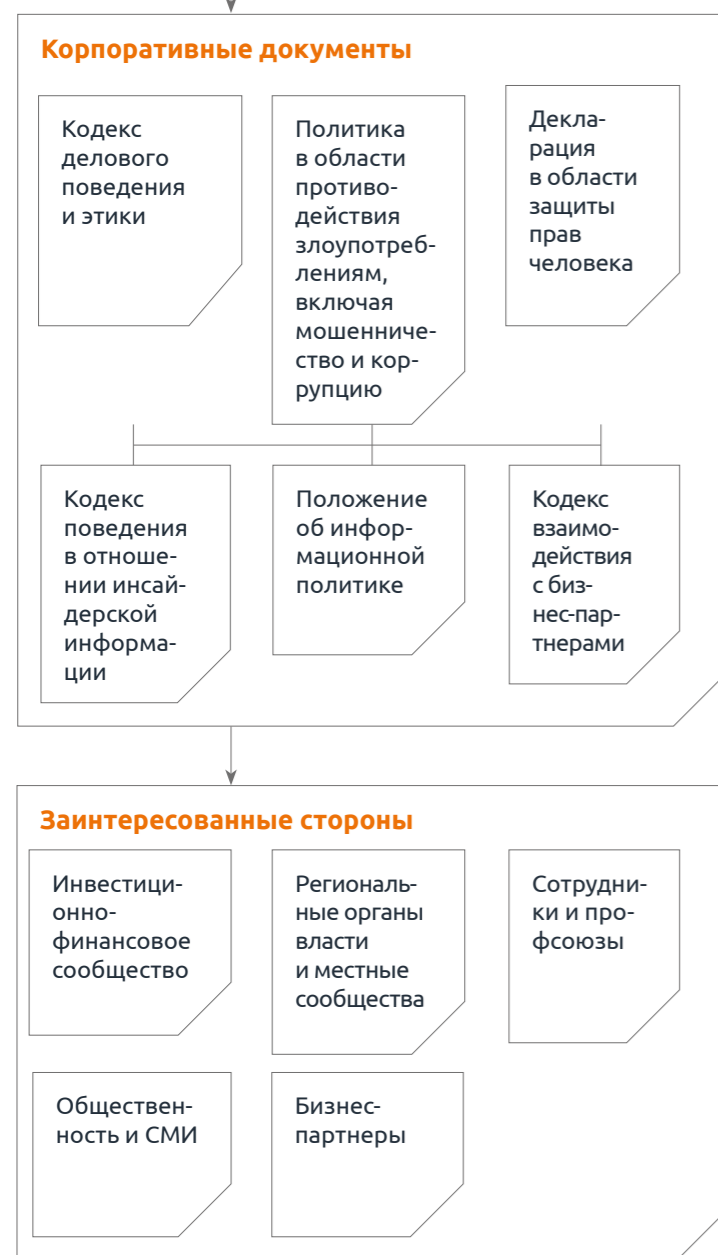 Корпоративные документы
Кодекс
делового
поведения
и этики
Политика
в области
противо-
действия
злоупотреб-
лениям,
включая
мошенниче-
ство и кор-
рупцию
Декла-
рация
в области
защиты
прав
человека
Кодекс
поведения
в отноше-
нии инсай-
дерской
информа-
ции
Положение
об инфор-
мационной
политике
Кодекс
взаимо-
действия
с биз-
нес-пар-
тнерами
Заинтересованные стороны
Инвестици-
онно-
финансовое
сообщество
Региональ-
ные органы
власти
и местные
сообщества
Сотрудни-
ки и про-
фсоюзы
Обществен-
ность и СМИ
Бизнес-
партнеры